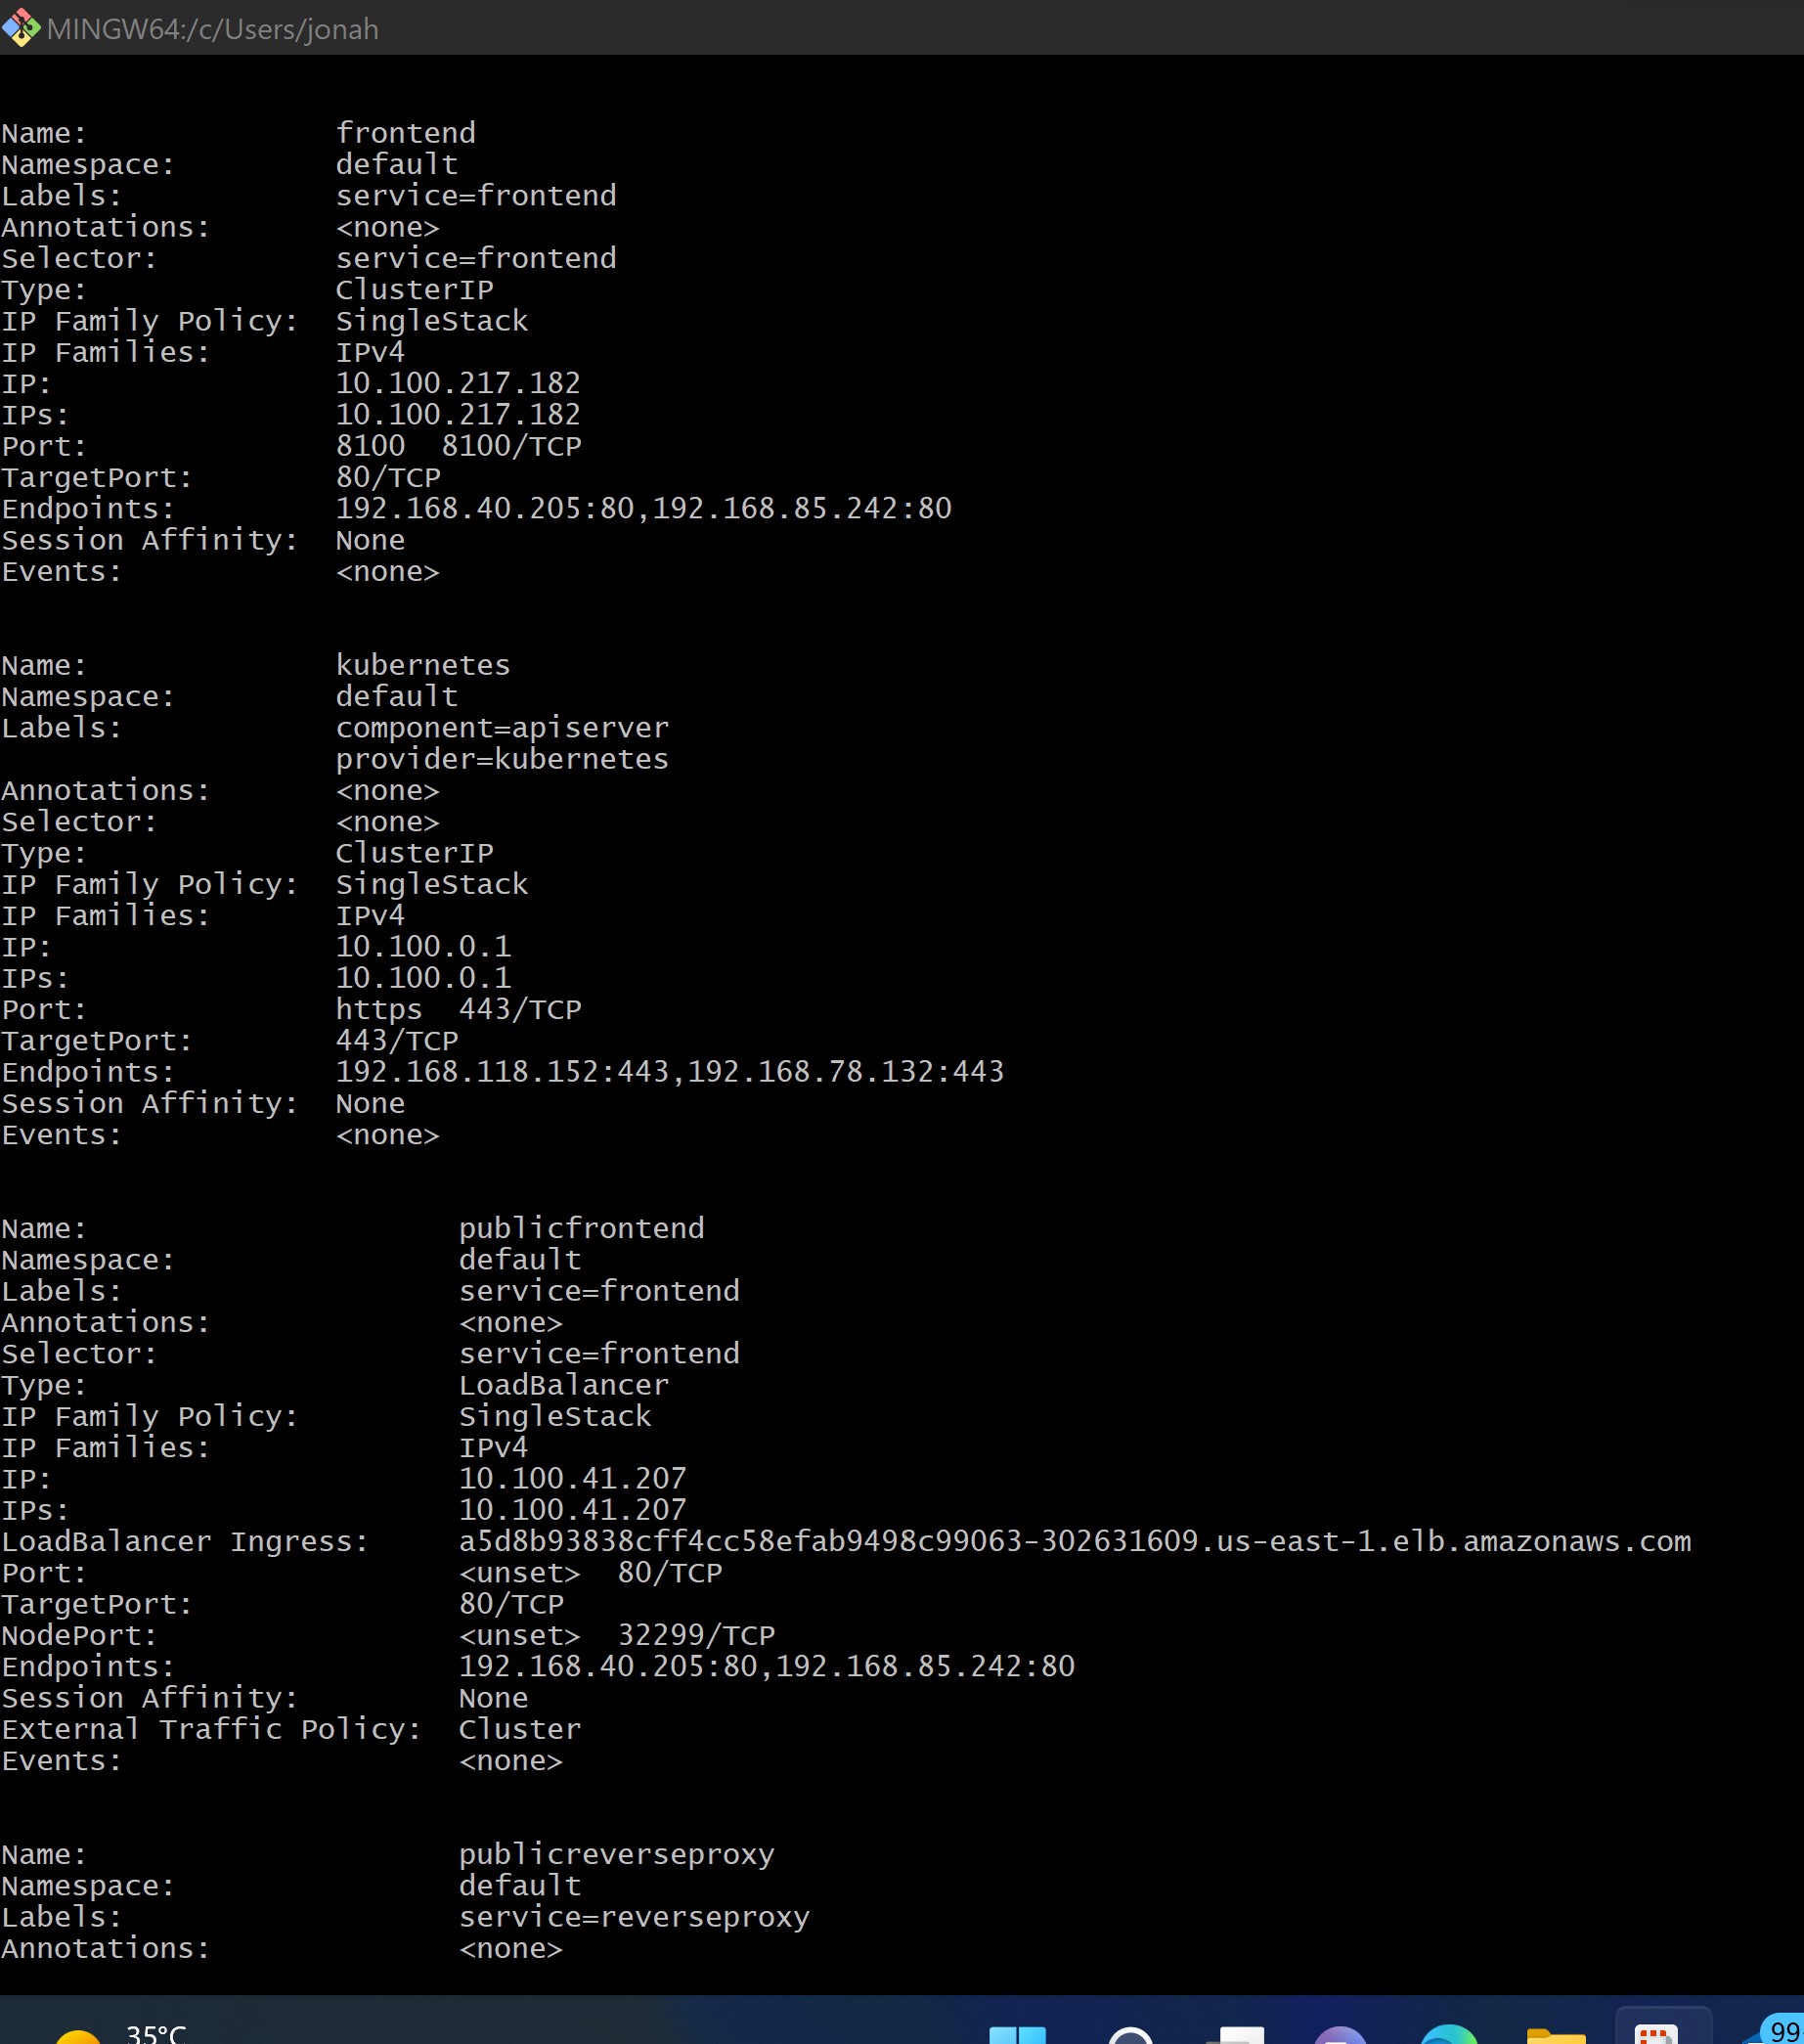 MINGW64:/c/Users/jonah
Name: frontend
Namespace: default
Labels: service=frontend
Annotations: <none>
Selector: service=frontend
Type: ClusterIP
IP Family Policy: SingleStack
IP Families: IPv4
IP: 10.100.217.182
IPs: 10.100.217.182
Port: 8100 8100/TCP
TargetPort: 80/TCP
Endpoints: 192.168.40.205:80,192.168.85.242:80
Session Affinity: None
Events: <none>
Name: kubernetes
Namespace: default
Labels: component=apiserver
provider=kubernetes
Annotations: <none>
Selector: <none>
Type: ClusterIP
IP Family Policy: SingleStack
IP Families: IPv4
IP: 10.100.0.1
IPs: 10.100.0.1
Port: https 443/TCP
TargetPort: 443/TCP
Endpoints: 192.168.118.152:443,192.168.78.132:443
Session Affinity: None
Events: <none>
Name: publicfrontend
Namespace: default
Labels: service=frontend
Annotations: <none>
Selector: service=frontend
Type: LoadBalancer
IP Family Policy: SingleStack
IP Families: IPv4
IP: 10.100.41.207
IPs: 10.100.41.207
LoadBalancer Ingress: a5d8b93838cff4cc58efab9498c99063-302631609.us-east-1.elb.amazonaws.com
Port: <unset> 80/TCP
TargetPort: 80/TCP
NodePort: <unset> 32299/TCP
Endpoints: 192.168.40.205:80,192.168.85.242:80
Session Affinity: None
External Traffic Policy: Cluster
Events: <none>
Name: publicreverseproxy
Namespace: default
Labels: service=reverseproxy
Annotations: <none>
35°C
99